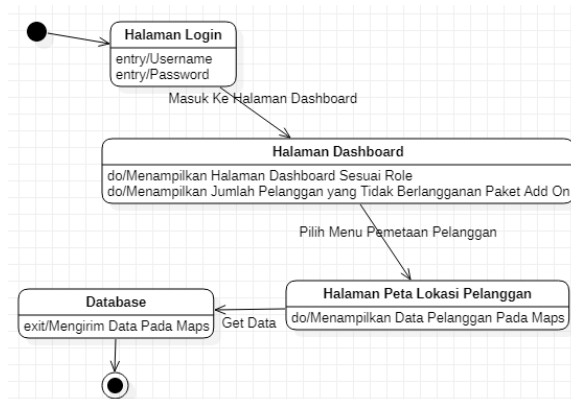 Halaman Login
entry/Username
entry/Password
Masuk Ke Halaman Dashboard
Halaman Dashboard
do/Menampilkan Halaman Dashboard Sesuai Role
do/Menampilkan Jumlah Pelanggan yang Tidak Berlangganan Paket Add On
Pilih Menu Pemetaan Pelanggan
Halaman Peta Lokasi Pelanggan
do/Menampilkan Data Pelanggan Pada Maps
Get Data
Database
exit/Mengirim Data Pada Maps